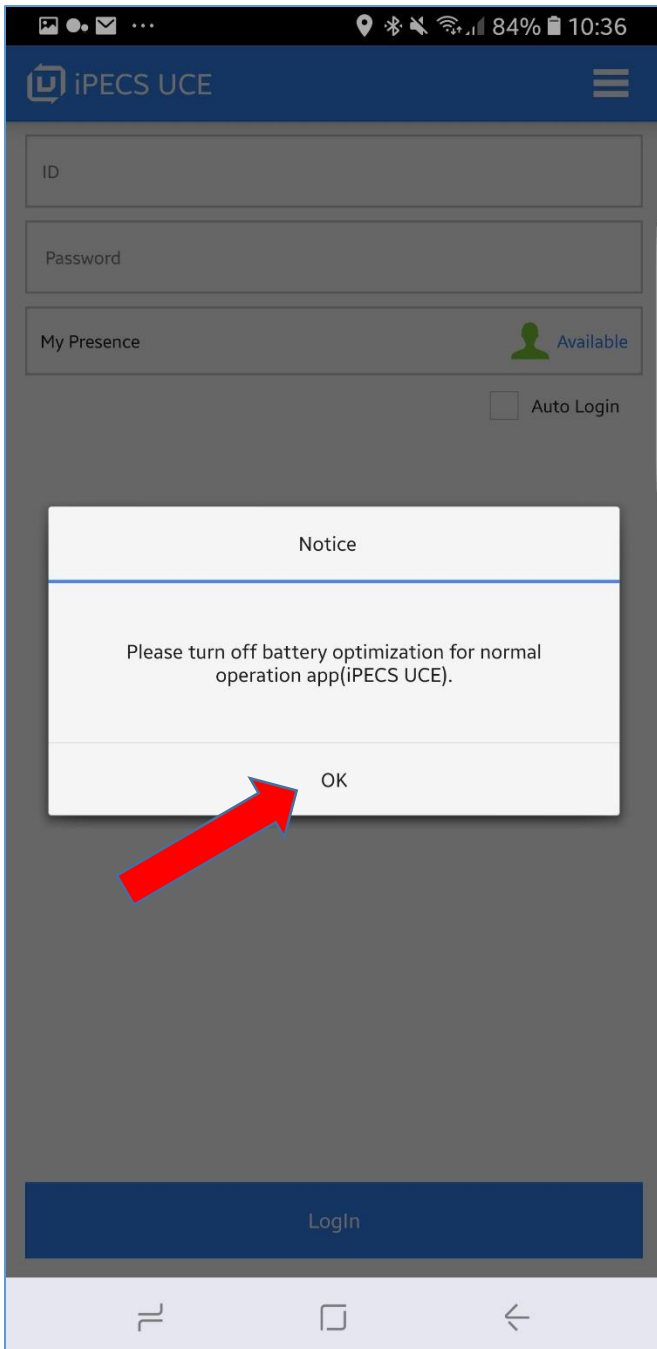 84% 10:36
iPECS UCE
ID
Password
My Presence Available
Auto Login
Notice
Please turn off battery optimization for normal
operation app(iPECS UCE).
OK
LogIn